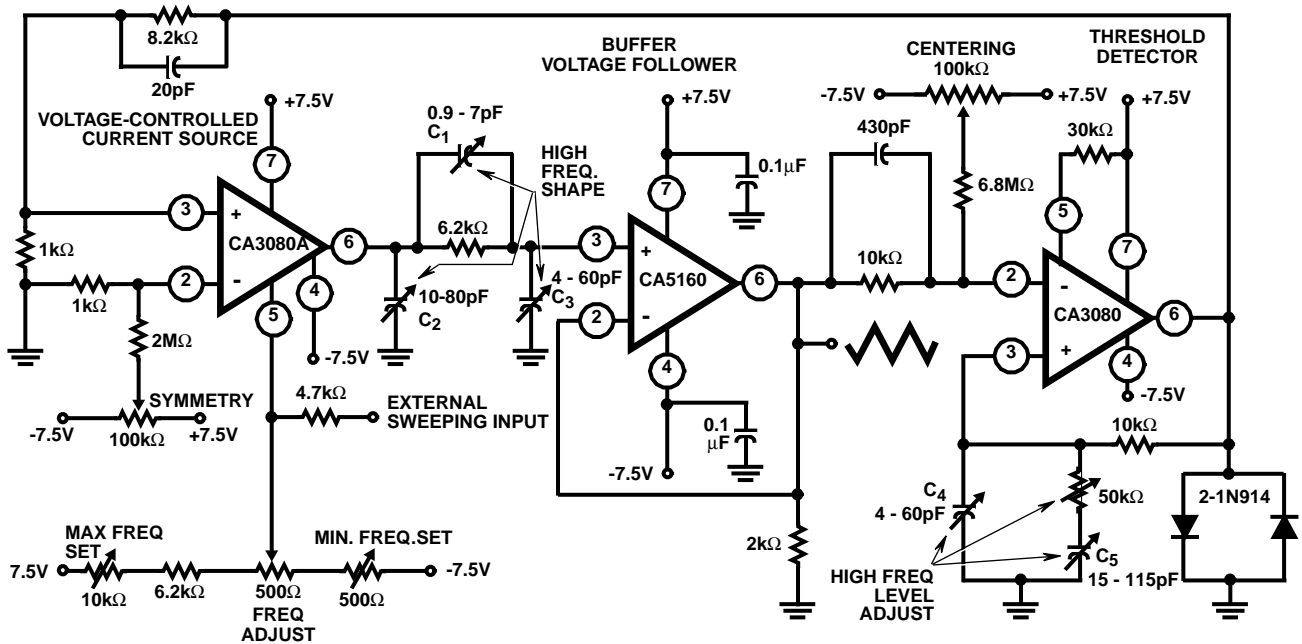 8.2kΩ
20pF
VOLTAGE-CONTROLLED
CURRENT SOURCE
+7.5V
7
3
+
CA3080A
6
1kΩ
1kΩ
2
-
4
5
-7.5V
2MΩ
SYMMETRY
-7.5V
100kΩ
+7.5V
4.7kΩ
EXTERNAL
SWEEPING INPUT
MAX FREQ
SET
7.5V
10kΩ
6.2kΩ
500Ω
FREQ
ADJUST
MIN. FREQ.SET
500Ω
-7.5V
0.9 - 7pF
C1
HIGH
FREQ.
SHAPE
6.2kΩ
10-80pF
C2
4 - 60pF
C3
BUFFER
VOLTAGE FOLLOWER
+7.5V
0.1µF
7
3
+
CA5160
6
2
-
4
0.1
µF
-7.5V
2kΩ
430pF
10kΩ
CENTERING
100kΩ
-7.5V
+7.5V
6.8MΩ
THRESHOLD
DETECTOR
+7.5V
30kΩ
5
7
2
-
CA3080
6
3
+
4
-7.5V
10kΩ
C4
4 - 60pF
50kΩ
C5
15 - 115pF
HIGH FREQ
LEVEL
ADJUST
2-1N914